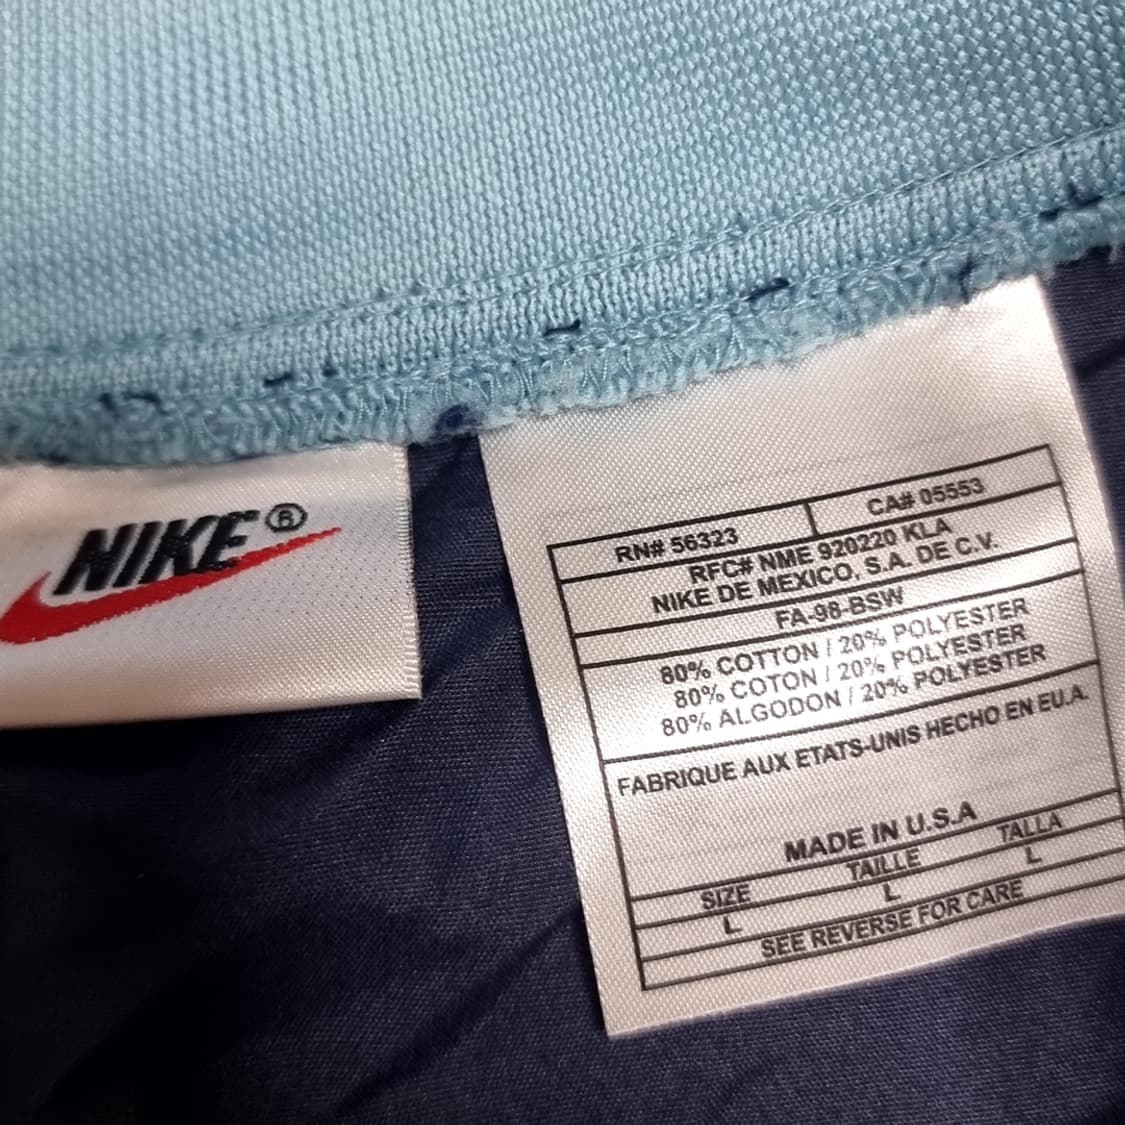 NIKE®
RN# 56323
CA# 05553
RFC# NME 920220 KLA
NIKE DE MEXICO, S.A. DE C.V.
FA-98-BSW
80% COTTON / 20% POLYESTER
80% COTON / 20% POLYESTER
80% ALGODON / 20% POLYESTER
FABRIQUE AUX ETATS-UNIS HECHO EN EU.A.
MADE IN U.S.A
SIZE TAILLE TALLA
L L L
SEE REVERSE FOR CARE